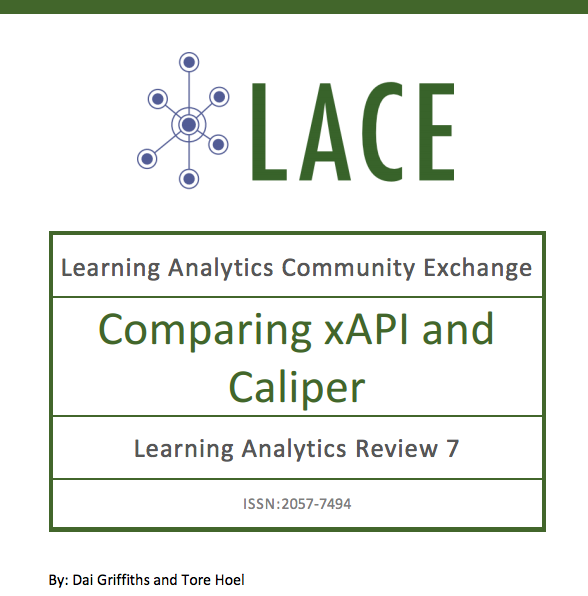 LACE
Learning Analytics Community Exchange
Comparing xAPI and
Caliper
Learning Analytics Review 7
ISSN:2057-7494
By: Dai Griffiths and Tore Hoel